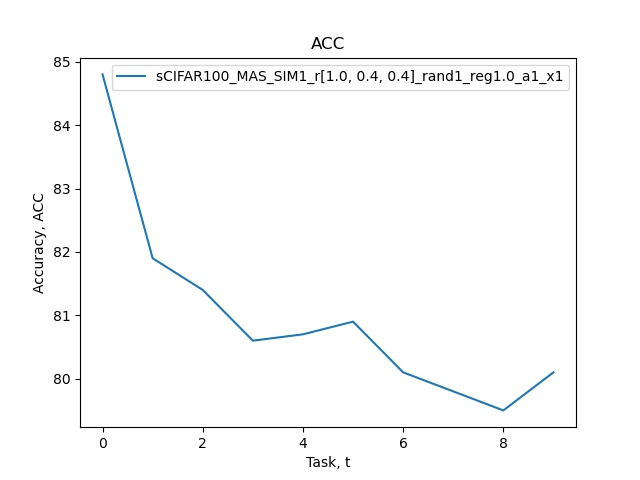 ACC
sCIFAR100_MAS_SIM1_r[1.0, 0.4, 0.4]_rand1_reg1.0_a1_x1
85
84
83
82
81
80
Accuracy, ACC
0 2 4 6 8
Task, t